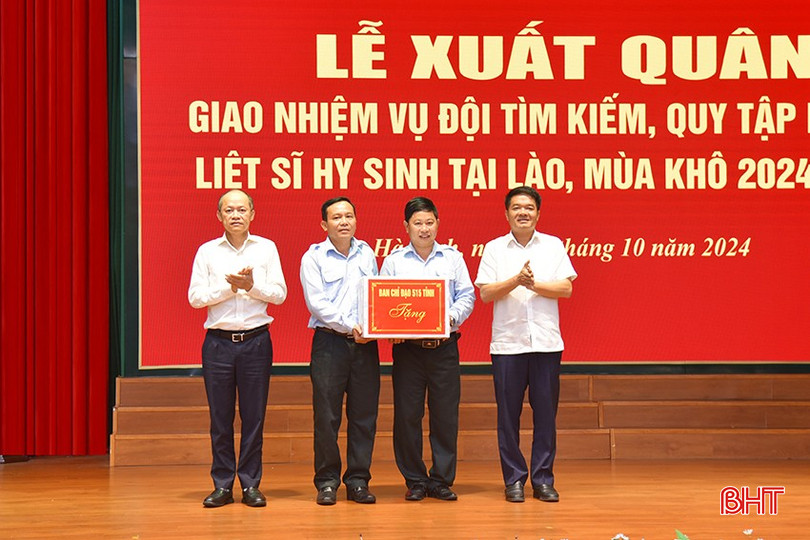 LỄ XUẤT QUÂN
GIAO NHIỆM VỤ ĐỘI TÌM KIẾM, QUY TẬP
LIỆT SĨ HY SINH TẠI LÀO, MÙA KHÔ 2024
tháng 10 năm 2024
BAN CHỈ ĐẠO 515 TỈNH
Tặng
BHT